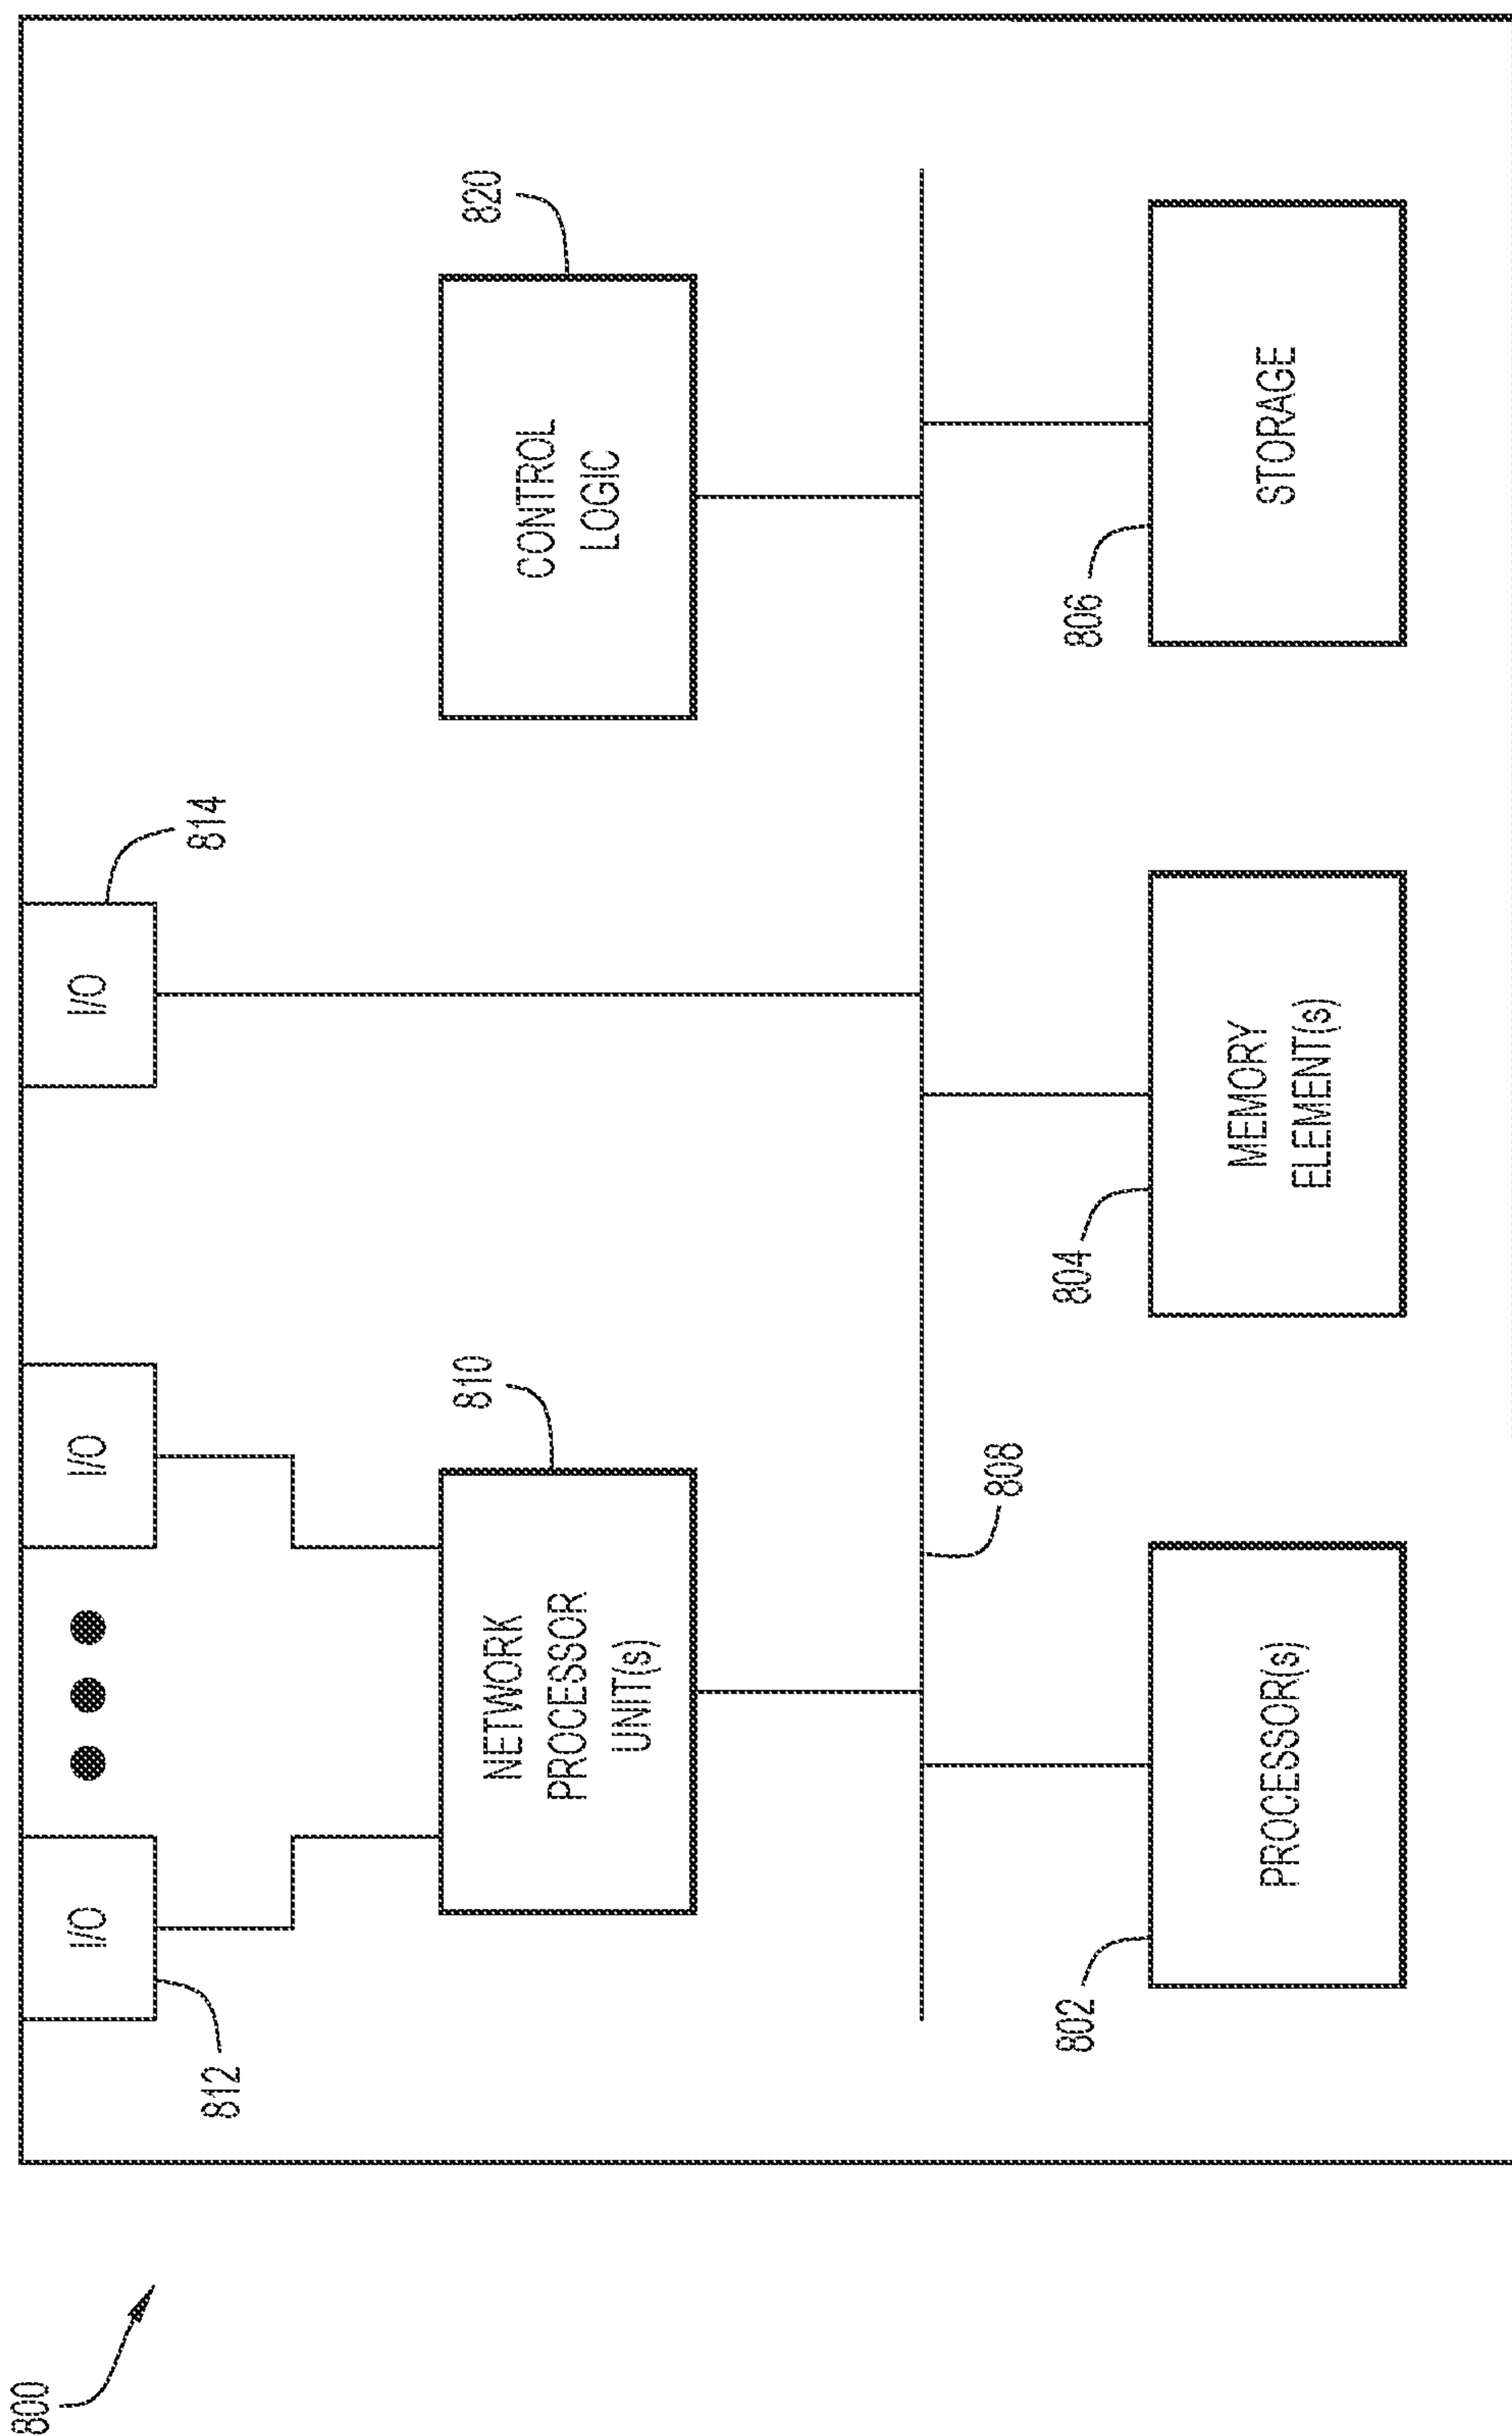 800
812
I/O
I/O
I/O
814
810
NETWORK
PROCESSOR
UNIT(s)
820
CONTROL
LOGIC
808
802
PROCESSOR(s)
804
MEMORY
ELEMENT(s)
806
STORAGE